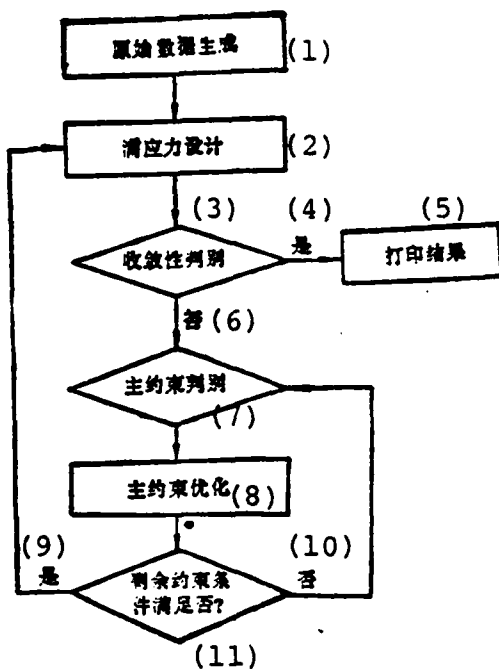 原始数据生成 (1)
满应力设计 (2)
(3) (4) (5)
收敛性判别 是 打印结果
否 (6)
主约束判别
(7)
主约束优化 (8)
(9) (10)
是 剩余约束条 否
件满足否?
(11)